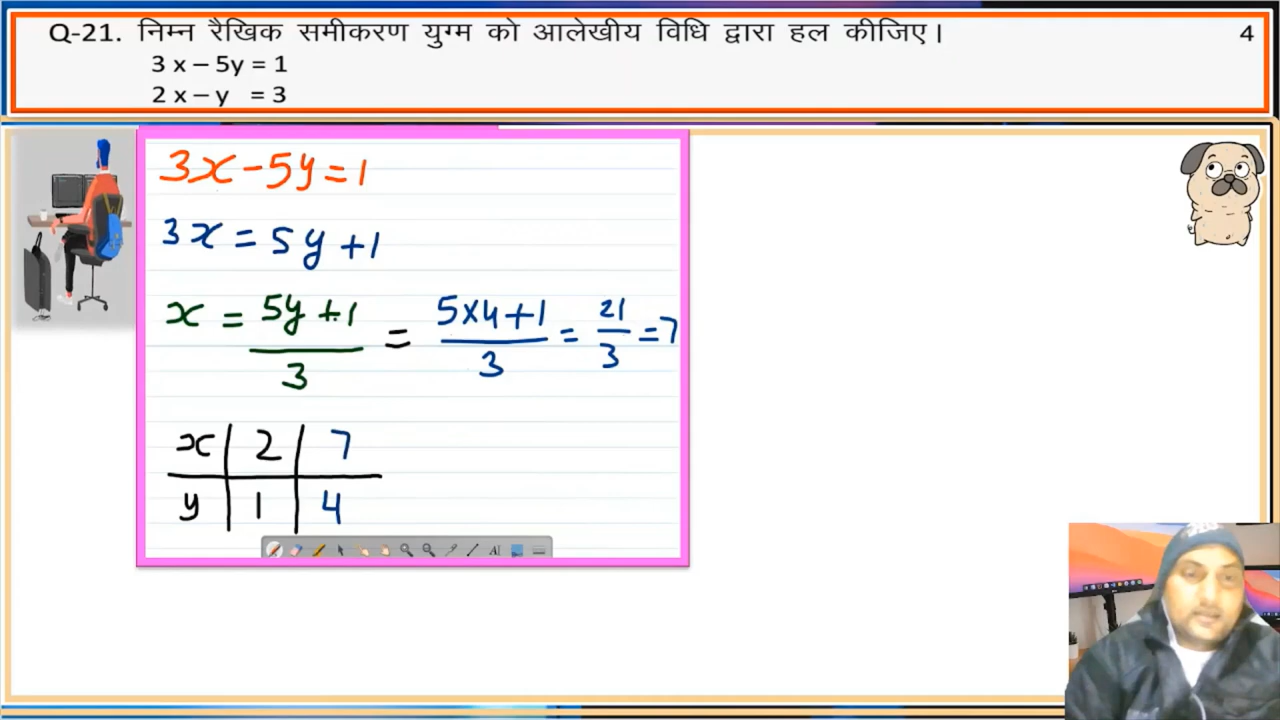 Q-21. निम्न रैखिक समीकरण युग्म को आलेखीय विधि द्वारा हल कीजिए। 4
3 x – 5y = 1
2 x – y = 3
3x - 5y = 1
3x = 5y + 1
x = 5y + 1 / 3 = 5x4+1 / 3 = 21 / 3 = 7
x | 2 | 7
y | 1 | 4